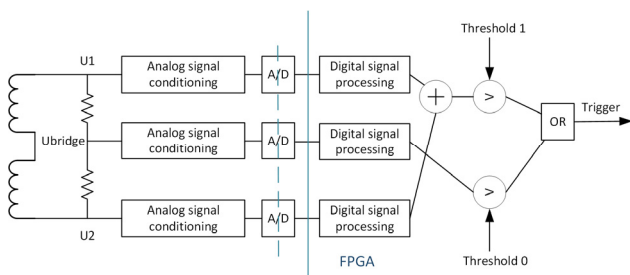 Threshold 1
U1
Analog signal
conditioning
A/D
Digital signal
processing
+
>
Trigger
OR
Ubridge
Analog signal
conditioning
A/D
Digital signal
processing
>
Analog signal
conditioning
A/D
Digital signal
processing
U2
FPGA
Threshold 0